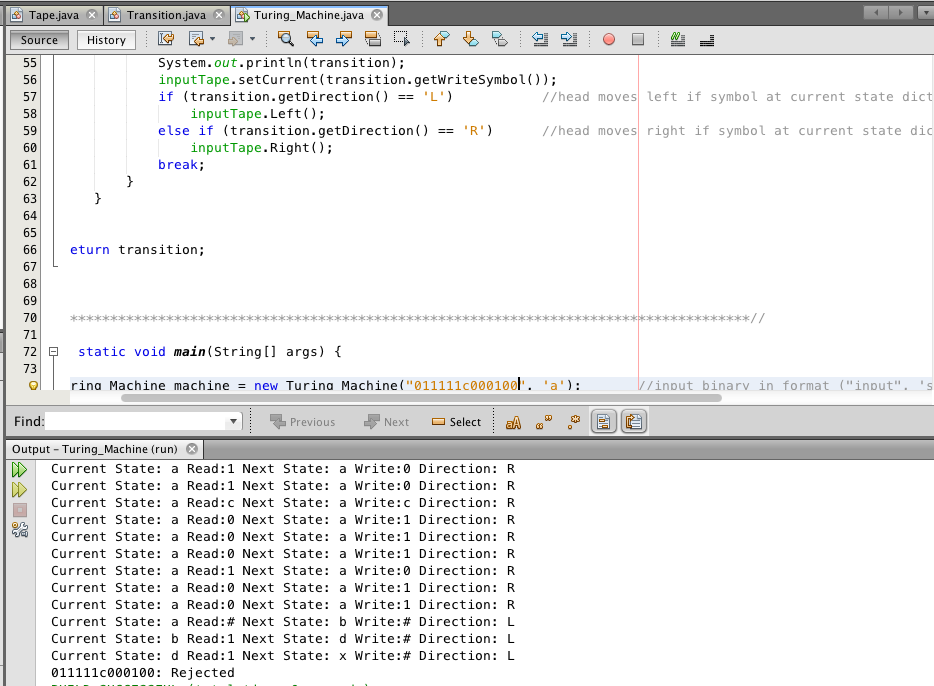 Tape.java Transition.java Turing_Machine.java
Source History
55 System.out.println(transition);
56 inputTape.setCurrent(transition.getWriteSymbol());
57 if (transition.getDirection() == 'L') //head moves left if symbol at current state dict
58 inputTape.Left();
59 else if (transition.getDirection() == 'R') //head moves right if symbol at current state dic
60 inputTape.Right();
61 break;
62 }
63 }
64
65
66 eturn transition;
67
68
69
70 *************************************************************************************//
71
72 static void main(String[] args) {
73
ring_Machine machine = new Turing_Machine("011111c000100", 'a'); //input binary in format ("input", 's
Find: Previous Next Select
Output – Turing_Machine (run)
Current State: a Read:1 Next State: a Write:0 Direction: R
Current State: a Read:1 Next State: a Write:0 Direction: R
Current State: a Read:c Next State: a Write:c Direction: R
Current State: a Read:0 Next State: a Write:1 Direction: R
Current State: a Read:0 Next State: a Write:1 Direction: R
Current State: a Read:0 Next State: a Write:1 Direction: R
Current State: a Read:1 Next State: a Write:0 Direction: R
Current State: a Read:0 Next State: a Write:1 Direction: R
Current State: a Read:0 Next State: a Write:1 Direction: R
Current State: a Read:# Next State: b Write:# Direction: L
Current State: b Read:1 Next State: d Write:# Direction: L
Current State: d Read:1 Next State: x Write:# Direction: L
011111c000100: Rejected